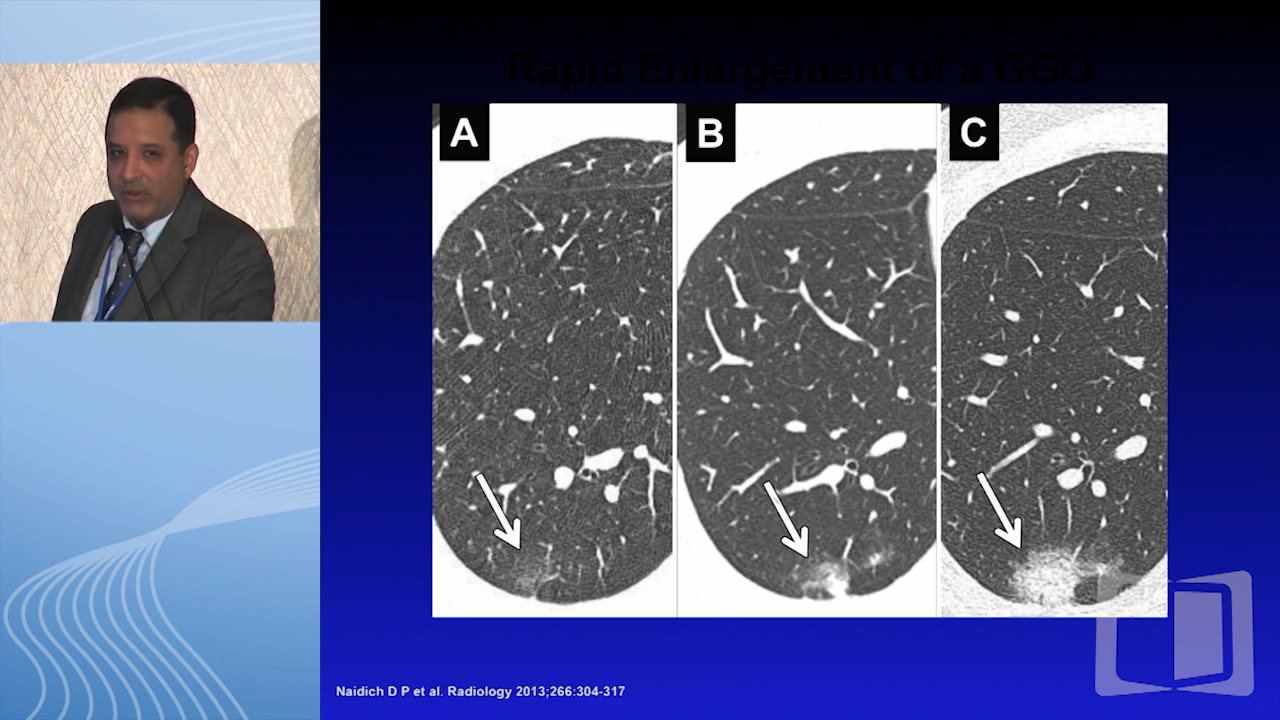 Rapid Enlargement of a GGO
A B C
Naidich D P et al. Radiology 2013;266:304-317